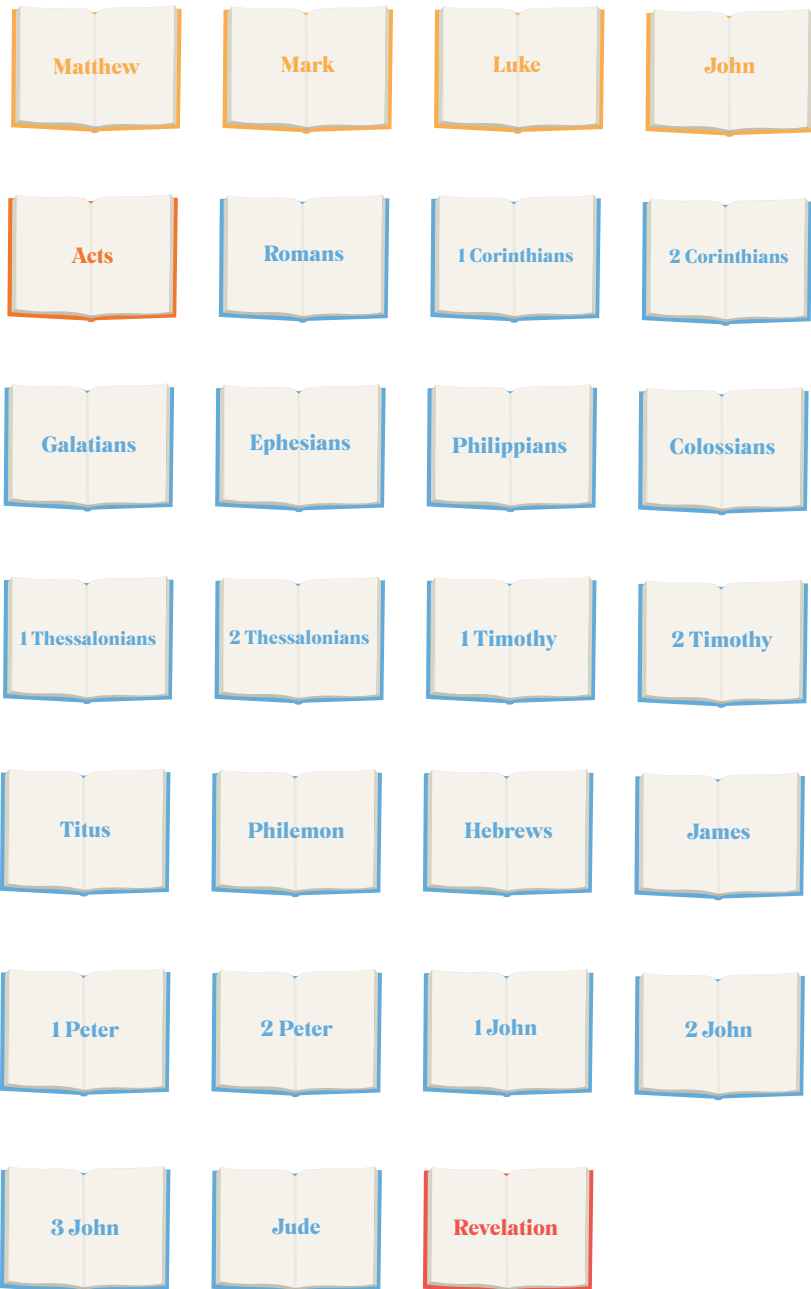 Matthew
Mark
Luke
John
Acts
Romans
1 Corinthians
2 Corinthians
Galatians
Ephesians
Philippians
Colossians
1 Thessalonians
2 Thessalonians
1 Timothy
2 Timothy
Titus
Philemon
Hebrews
James
1 Peter
2 Peter
1 John
2 John
3 John
Jude
Revelation